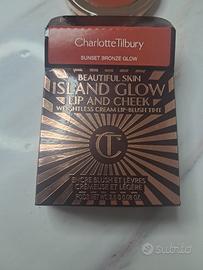 Charlotte Tilbury
SUNSET BRONZE GLOW
BEAUTIFUL SKIN
ISLAND GLOW
LIP AND CHEEK
WEIGHTLESS CREAM LIP-BLUSH TINT
CT
ENCRE BLUSH ET LÈVRES
CRÉMEUSE ET LÉGÈRE
subito